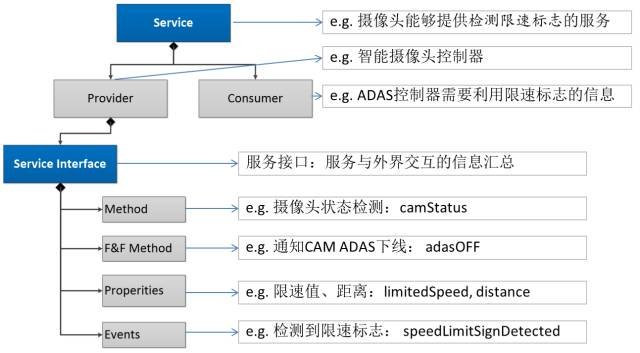 Service
e.g. 摄像头能够提供检测限速标志的服务
e.g. 智能摄像头控制器
Provider
Consumer
e.g. ADAS控制器需要利用限速标志的信息
Service Interface
服务接口：服务与外界交互的信息汇总
Method
e.g. 摄像头状态检测：camStatus
F&F Method
e.g. 通知CAM ADAS下线： adasOFF
Properities
e.g. 限速值、距离：limitedSpeed, distance
Events
e.g. 检测到限速标志： speedLimitSignDetected